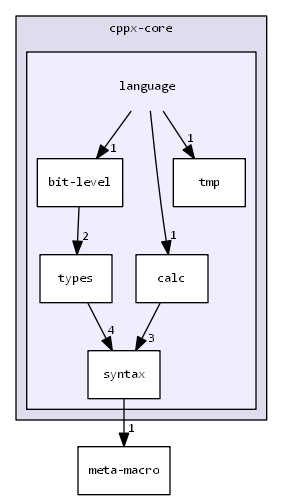 cppx-core
language
1
1
bit-level
tmp
2
1
types
calc
4
3
syntax
1
meta-macro